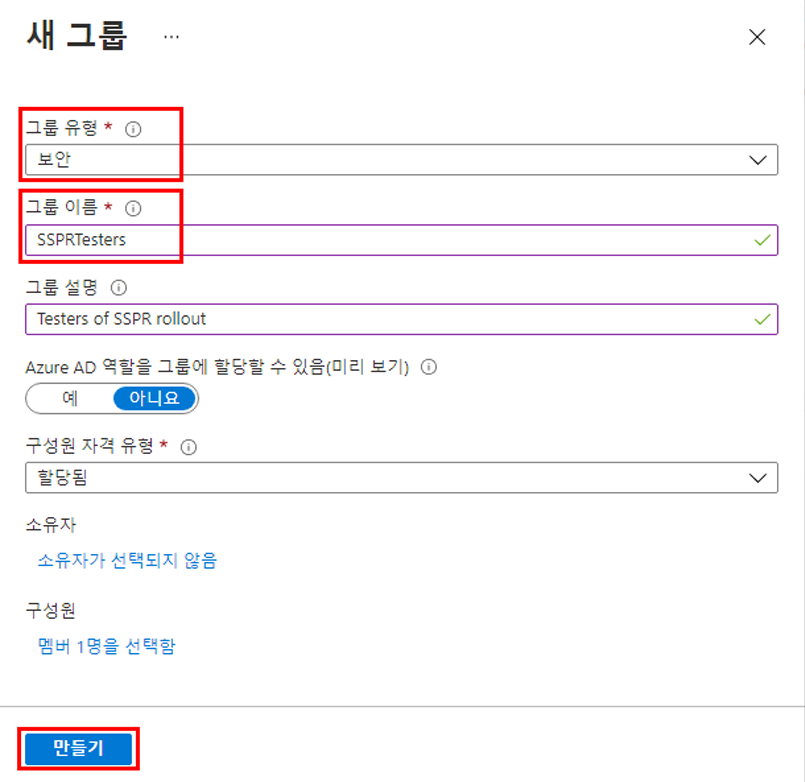 새 그룹 ...
그룹 유형 *
보안
그룹 이름 *
SSPRTesters
그룹 설명
Testers of SSPR rollout
Azure AD 역할을 그룹에 할당할 수 있음(미리 보기)
예 아니요
구성원 자격 유형 *
할당됨
소유자
소유자가 선택되지 않음
구성원
멤버 1명을 선택함
만들기